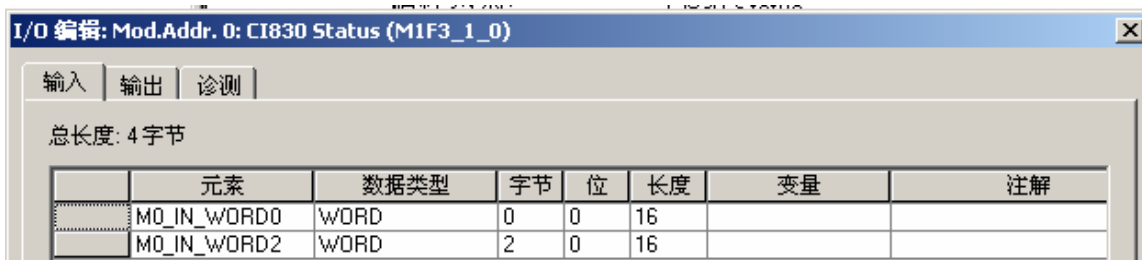 I/O 编辑: Mod.Addr. 0: CI830 Status (M1F3_1_0)
输入 输出 诊测
总长度: 4 字节
元素 数据类型 字节 位 长度 变量 注解
M0_IN_WORD0 WORD 0 0 16
M0_IN_WORD2 WORD 2 0 16